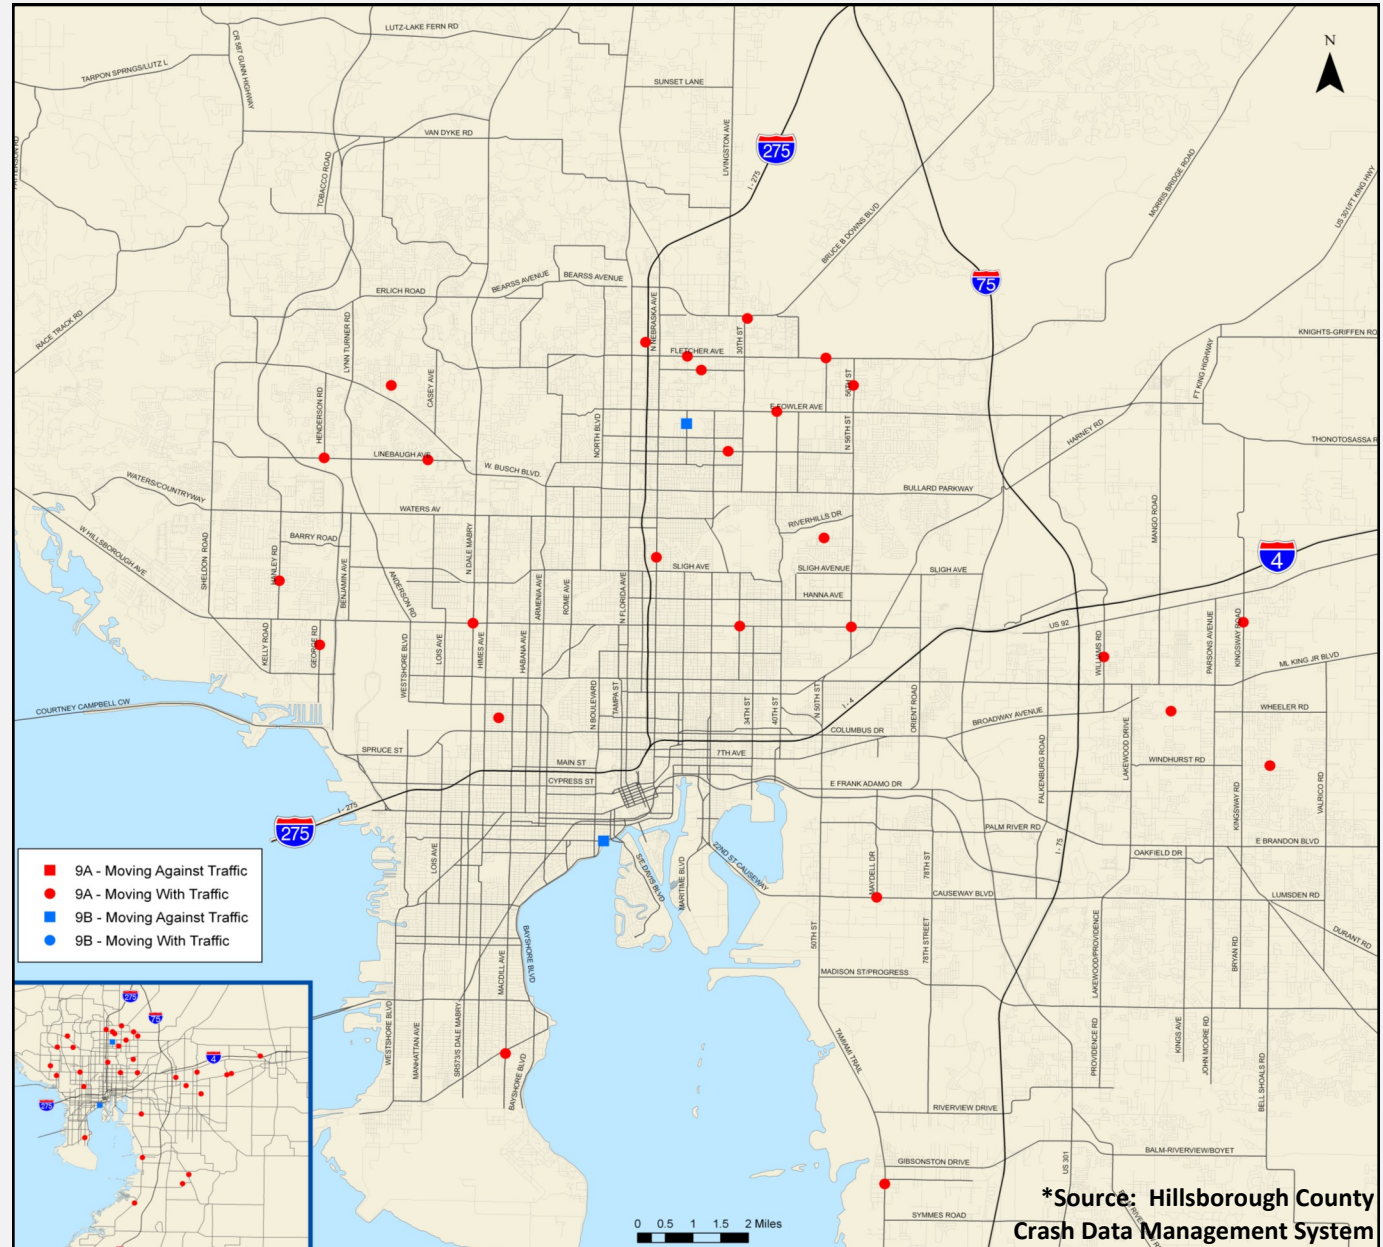 LUTZ-LAKE FERN RD
CR 587 GUNN HIGHWAY
TARPON SPRNGS/LUTZ L
SUNSET LANE
N
VAN DYKE RD
LIVINGSTON AVE
275
I - 275
TOBACCO ROAD
MORRIS BRIDGE ROAD
US 301/FT KING HWY
BRUCE B DOWNS BLVD
BEARSS AVENUE
BEARSS AVENUE
ERLICH ROAD
75
RACE TRACK RD
LYNN TURNER RD
N NEBRASKA AVE
30TH ST
FLETCHER AVE
KNIGHTS-GRIFFEN RO
FT KING HIGHWAY
CASEY AVE
56TH ST
HENDERSON RD
E FOWLER AVE
NORTH BLVD
N 56TH ST
HARNEY RD
THONOTOSASSA R
LINEBAUGH AVE
W. BUSCH BLVD.
WATERS/COUNTRYWAY
BULLARD PARKWAY
WATERS AV
RIVERHILLS DR
MANGO ROAD
W HILLSBOROUGH AVE
SHELDON ROAD
BARRY ROAD
HANLEY RD
BENJAMIN AVE
N DALE MABRY
4
ANDERSON RD
ARMENIA AVE
ROME AVE
N FLORIDA AVE
SLIGH AVE
SLIGH AVENUE
SLIGH AVE
HANNA AVE
US 92
KELLY ROAD
GEORGE RD
WESTSHORE BLVD
LOIS AVE
HIMES AVE
HABANA AVE
WILLIAMS RD
PARSONS AVENUE
KINGSWAY ROAD
ML KING JR BLVD
COURTNEY CAMPBELL CW
N BOULEVARD
TAMPA ST
34TH ST
40TH ST
N 50TH ST
I - 4
ORIENT ROAD
BROADWAY AVENUE
WHEELER RD
COLUMBUS DR
SPRUCE ST
7TH AVE
MAIN ST
CYPRESS ST
FALKENBURG ROAD
LAKEWOOD DRIVE
WINDHURST RD
E FRANK ADAMO DR
KINGSWAY RD
VALRICO RD
I - 275
275
PALM RIVER RD
I - 75
E BRANDON BLVD
OAKFIELD DR
LOIS AVE
S E DAVIS BLVD
MARITIME BLVD
22ND ST CAUSEWAY
MAYDELL DR
78TH ST
CAUSEWAY BLVD
LUMSDEN RD
9A - Moving Against Traffic
9A - Moving With Traffic
9B - Moving Against Traffic
9B - Moving With Traffic
BAYSHORE BLVD
MACDILL AVE
50TH ST
78TH STREET
LAKEWOOD/PROVIDENCE
BRYAN RD
DURANT RD
MADISON ST/PROGRESS
WESTSHORE BLVD
MANHATTAN AVE
SR573/S DALE MABRY
BAYSHORE BLVD
TAMIAMI TRAIL
PROVIDENCE RD
KINGS AVE
JOHN MOORE RD
BELL SHOALS RD
275
75
4
275
RIVERVIEW DRIVE
US 301
BALM-RIVERVIEW/BOYET
GIBSONSTON DRIVE
SYMMES ROAD
0 0.5 1 1.5 2 Miles
*Source: Hillsborough County
Crash Data Management System